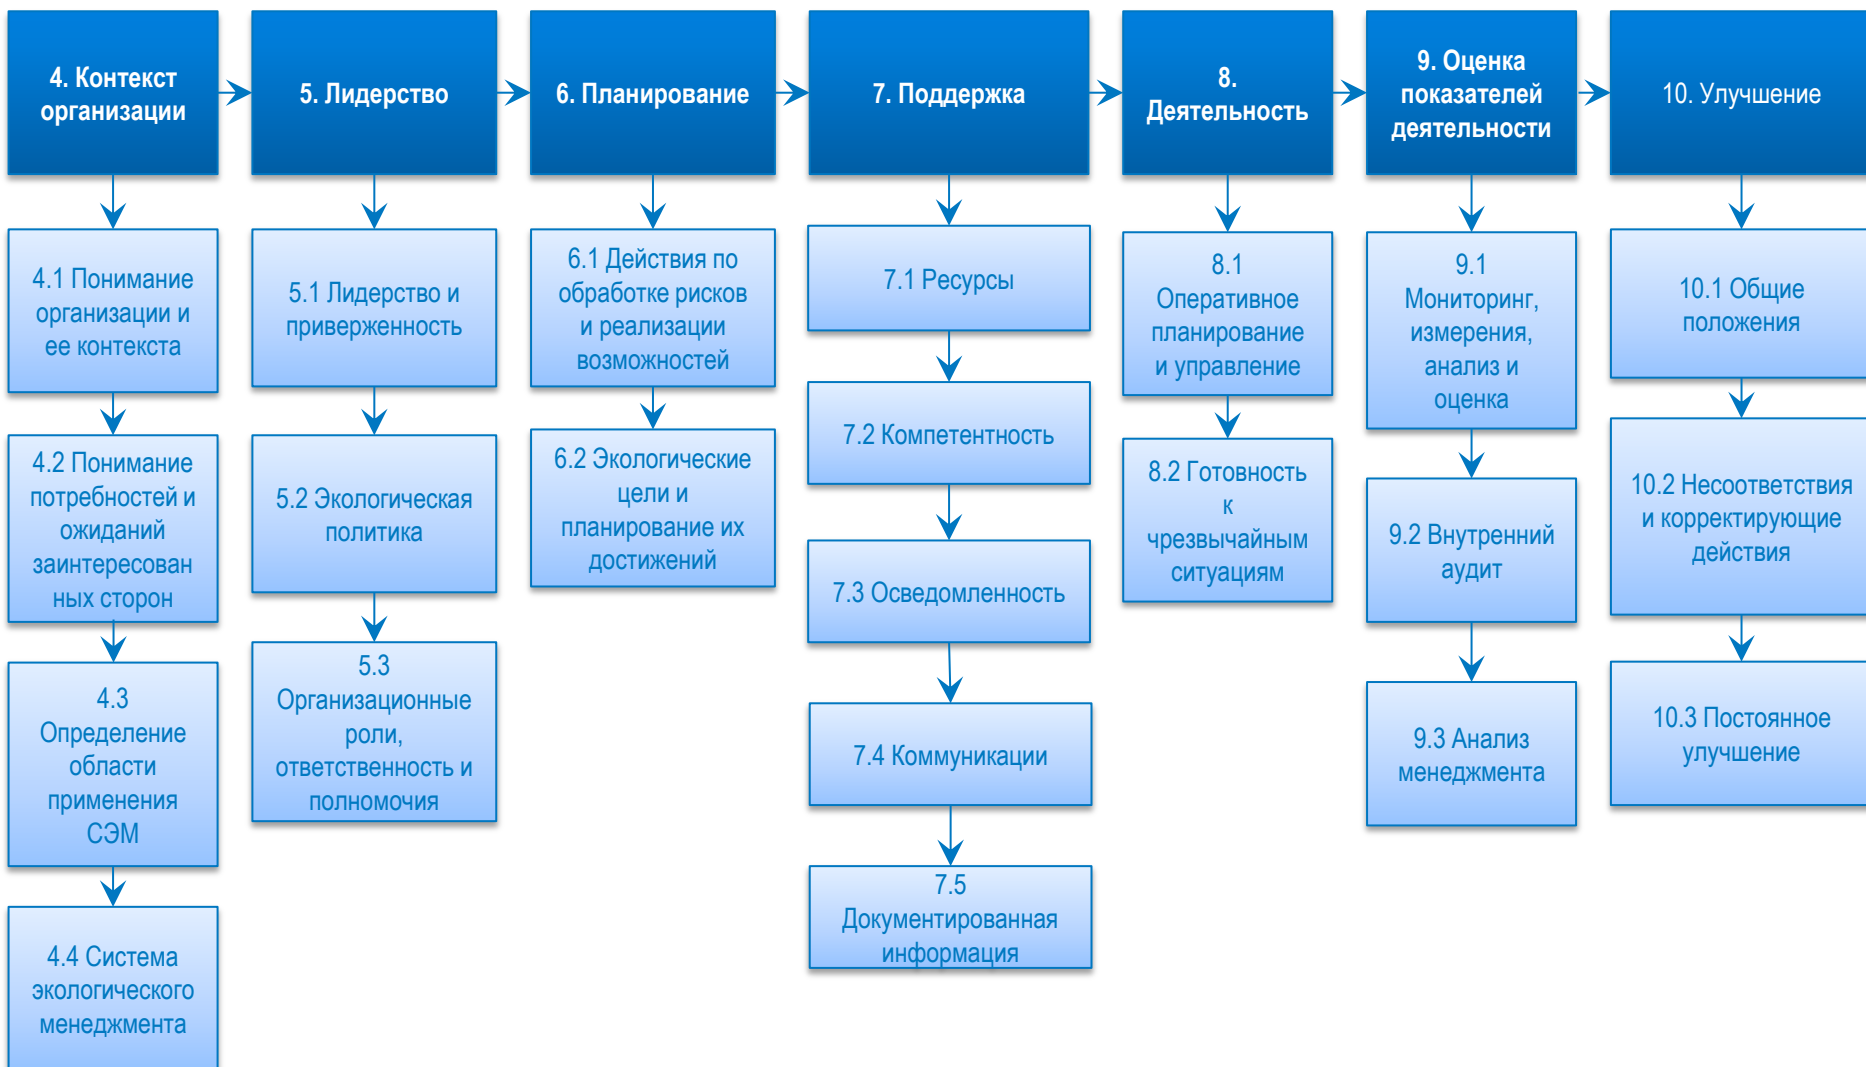 4. Контекст
организации
5. Лидерство
6. Планирование
7. Поддержка
8.
Деятельность
9. Оценка
показателей
деятельности
10. Улучшение
4.1 Понимание
организации и
ее контекста
4.2 Понимание
потребностей и
ожиданий
заинтересован
ных сторон
4.3
Определение
области
применения
СЭМ
4.4 Система
экологического
менеджмента
5.1 Лидерство и
приверженность
5.2 Экологическая
политика
5.3
Организационные
роли,
ответственность и
полномочия
6.1 Действия по
обработке рисков
и реализации
возможностей
6.2 Экологические
цели и
планирование их
достижений
7.1 Ресурсы
7.2 Компетентность
7.3 Осведомленность
7.4 Коммуникации
7.5
Документированная
информация
8.1
Оперативное
планирование
и управление
8.2 Готовность
к
чрезвычайным
ситуациям
9.1
Мониторинг,
измерения,
анализ и
оценка
9.2 Внутренний
аудит
9.3 Анализ
менеджмента
10.1 Общие
положения
10.2 Несоответствия
и корректирующие
действия
10.3 Постоянное
улучшение